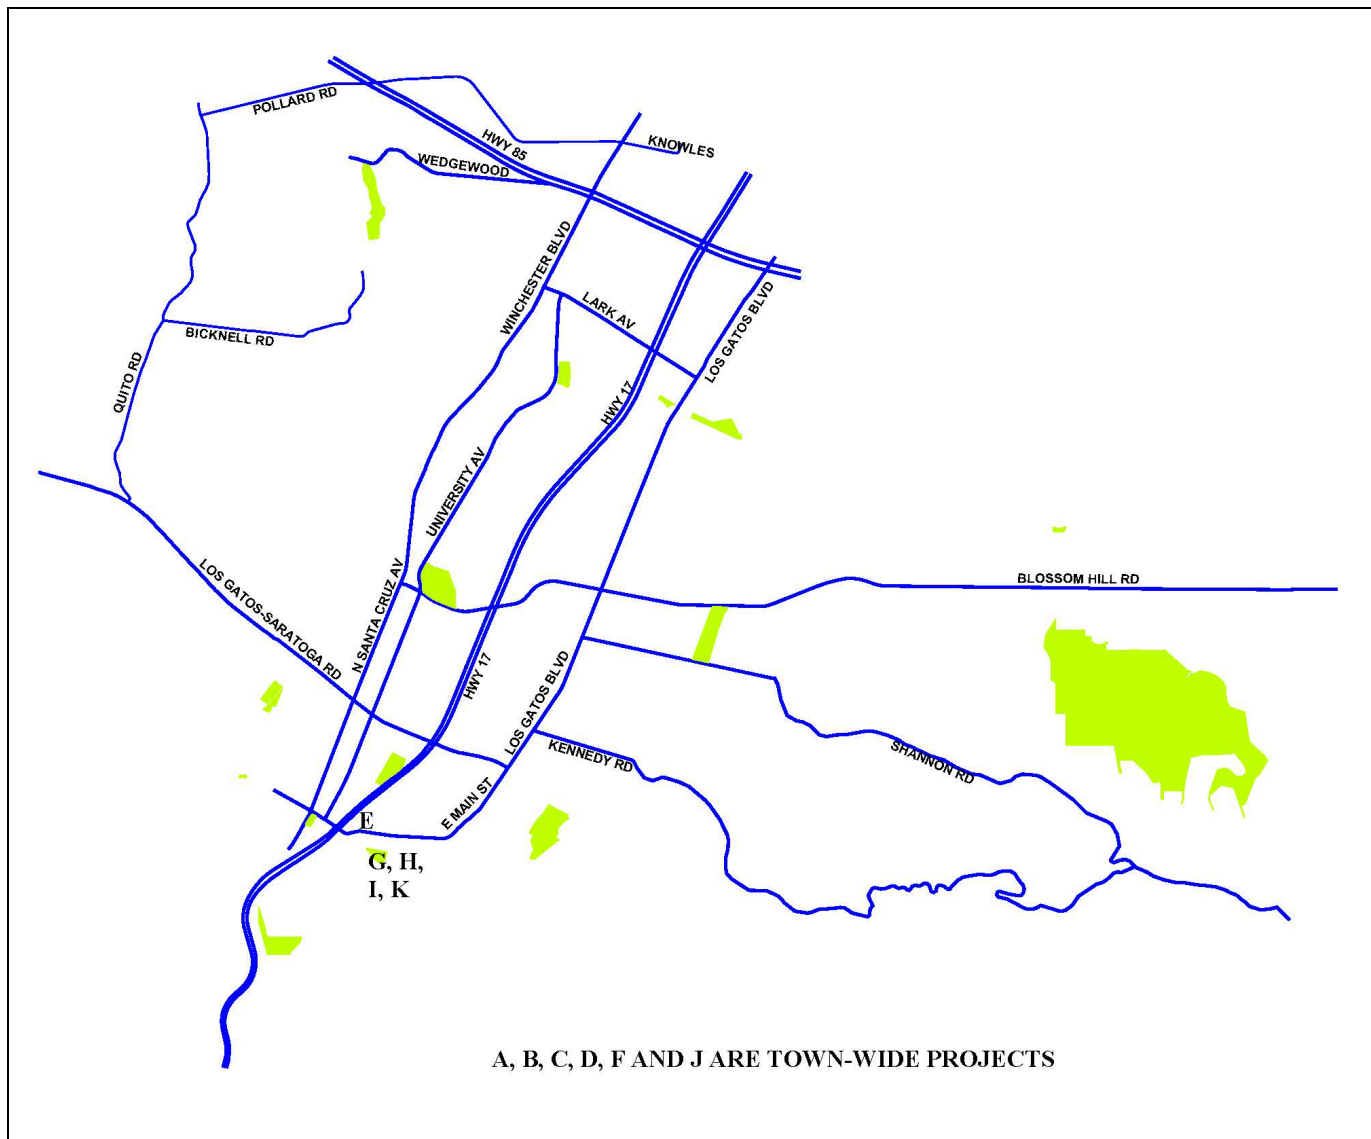 POLLARD RD
KNOWLES
HWY 85
WEDGEWOOD
WINCHESTER BLVD
LARK AV
LOS GATOS BLVD
BICKNELL RD
QUITO RD
HWY 17
UNIVERSITY AV
LOS GATOS-SARATOGA RD
N SANTA CRUZ AV
BLOSSOM HILL RD
HWY 17
LOS GATOS BLVD
KENNEDY RD
SHANNON RD
E MAIN ST
E
G, H,
I, K
A, B, C, D, F AND J ARE TOWN-WIDE PROJECTS